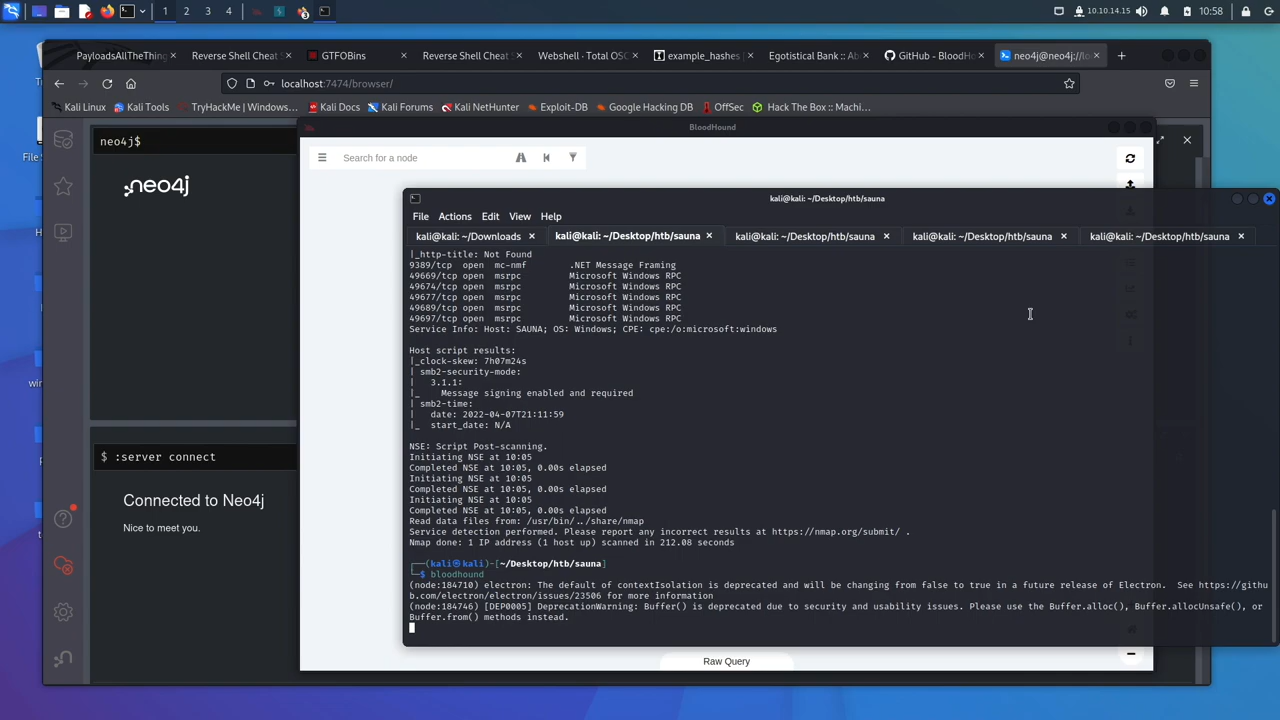 1 2 3 4
10.10.14.15
10:58
PayloadsAllTheThing
Reverse Shell Cheat S
GTFOBins
Reverse Shell Cheat S
Webshell - Total OSC
example_hashes [
Egotistical Bank :: Ab
GitHub - BloodHo
neo4j@neo4j://lo
localhost:7474/browser/
Kali Linux
Kali Tools
TryHackMe | Windows…
Kali Docs
Kali Forums
Kali NetHunter
Exploit-DB
Google Hacking DB
OffSec
Hack The Box :: Machi…
BloodHound
neo4j$
neo4j
Search for a node
File S
$ :server connect
Connected to Neo4j
Nice to meet you.
kali@kali: ~/Desktop/htb/sauna
File Actions Edit View Help
kali@kali: ~/Downloads
kali@kali: ~/Desktop/htb/sauna
kali@kali: ~/Desktop/htb/sauna
kali@kali: ~/Desktop/htb/sauna
kali@kali: ~/Desktop/htb/sauna
|_http-title: Not Found
9389/tcp open mc-nmf .NET Message Framing
49669/tcp open msrpc Microsoft Windows RPC
49674/tcp open msrpc Microsoft Windows RPC
49677/tcp open msrpc Microsoft Windows RPC
49689/tcp open msrpc Microsoft Windows RPC
49697/tcp open msrpc Microsoft Windows RPC
Service Info: Host: SAUNA; OS: Windows; CPE: cpe:/o:microsoft:windows
Host script results:
|_clock-skew: 7h07m24s
| smb2-security-mode:
| 3.1.1:
|_ Message signing enabled and required
| smb2-time:
| date: 2022-04-07T21:11:59
|_ start_date: N/A
NSE: Script Post-scanning.
Initiating NSE at 10:05
Completed NSE at 10:05, 0.00s elapsed
Initiating NSE at 10:05
Completed NSE at 10:05, 0.00s elapsed
Initiating NSE at 10:05
Completed NSE at 10:05, 0.00s elapsed
Read data files from: /usr/bin/../share/nmap
Service detection performed. Please report any incorrect results at https://nmap.org/submit/ .
Nmap done: 1 IP address (1 host up) scanned in 212.08 seconds
┌──(kali㉿kali)-[~/Desktop/htb/sauna]
└─$ bloodhound
(node:184710) electron: The default of contextIsolation is deprecated and will be changing from false to true in a future release of Electron. See https://githu
b.com/electron/electron/issues/23506 for more information
(node:184746) [DEP0005] DeprecationWarning: Buffer() is deprecated due to security and usability issues. Please use the Buffer.alloc(), Buffer.allocUnsafe(), or
Buffer.from() methods instead.
Raw Query